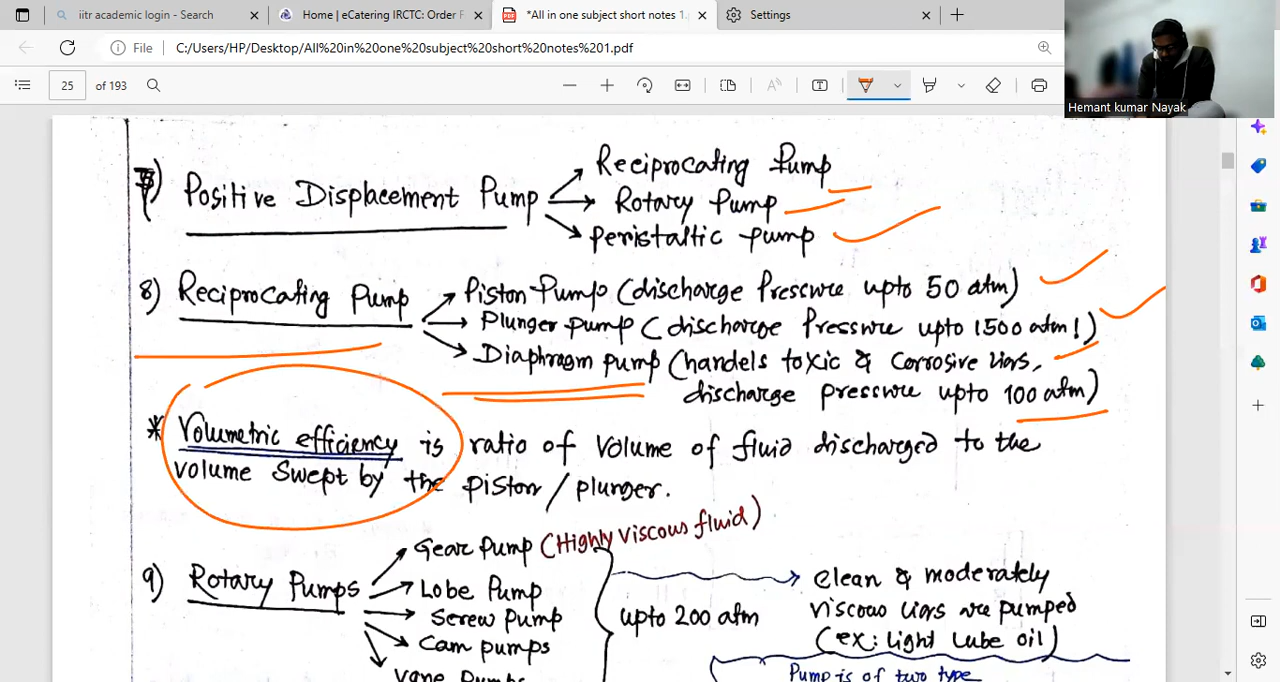 iitr academic login - Search
Home | eCatering IRCTC: Order F
*All in one subject short notes 1.p
Settings
File
C:/Users/HP/Desktop/All%20in%20one%20subject%20short%20notes%201.pdf
25 of 193
Hemant kumar Nayak
Positive Displacement Pump
Reciprocating Pump
Rotary Pump
Peristaltic pump
8) Reciprocating Pump
Piston Pump (discharge Pressure upto 50 atm)
Plunger pump (discharge Pressure upto 1500 atm!)
Diaphragm pump (handels toxic & Corrosive liqrs,
discharge pressure upto 100 atm)
* Volumetric efficiency is ratio of Volume of fluid discharged to the
volume Swept by the piston/plunger.
9) Rotary Pumps
Gear Pump (Highly viscous fluid)
Lobe Pump
Screw pump
Cam pumps
Vane Pumps
upto 200 atm
clean & moderately
viscous liqrs are pumped
(ex: light lube oil)
Pump is of two type